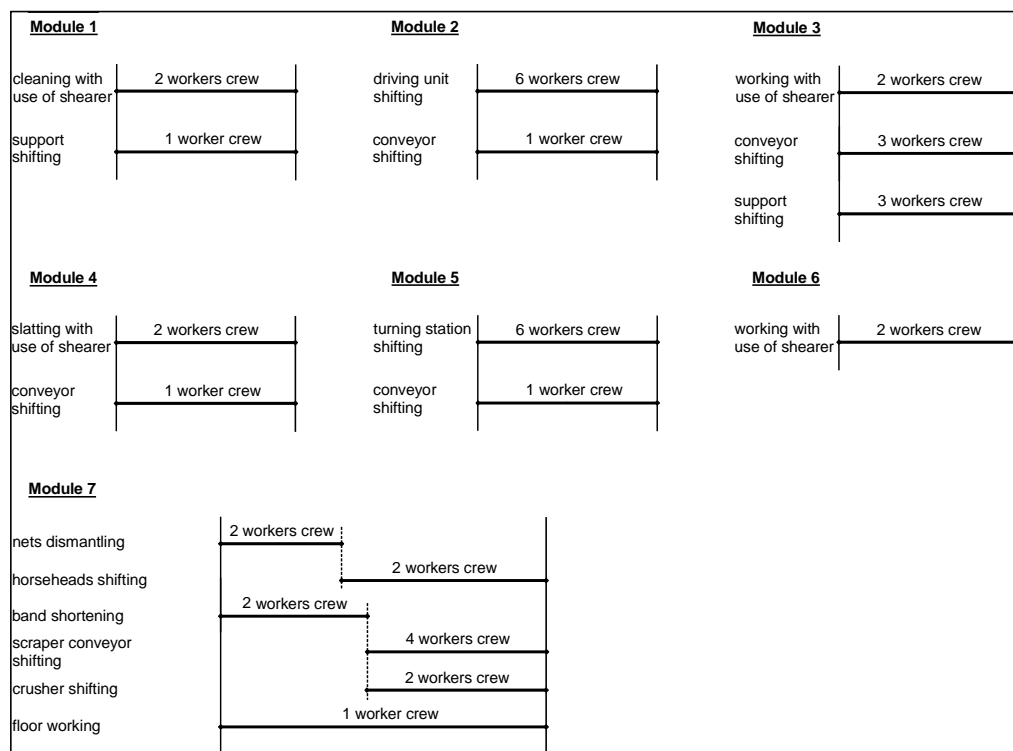 Module 1
cleaning with
use of shearer
2 workers crew
support
shifting
1 worker crew
Module 2
driving unit
shifting
6 workers crew
conveyor
shifting
1 worker crew
Module 3
working with
use of shearer
2 workers crew
conveyor
shifting
3 workers crew
support
shifting
3 workers crew
Module 4
slatting with
use of shearer
2 workers crew
conveyor
shifting
1 worker crew
Module 5
turning station
shifting
6 workers crew
conveyor
shifting
1 worker crew
Module 6
working with
use of shearer
2 workers crew
Module 7
nets dismantling
2 workers crew
horseheads shifting
2 workers crew
band shortening
2 workers crew
scraper conveyor
shifting
4 workers crew
crusher shifting
2 workers crew
floor working
1 worker crew